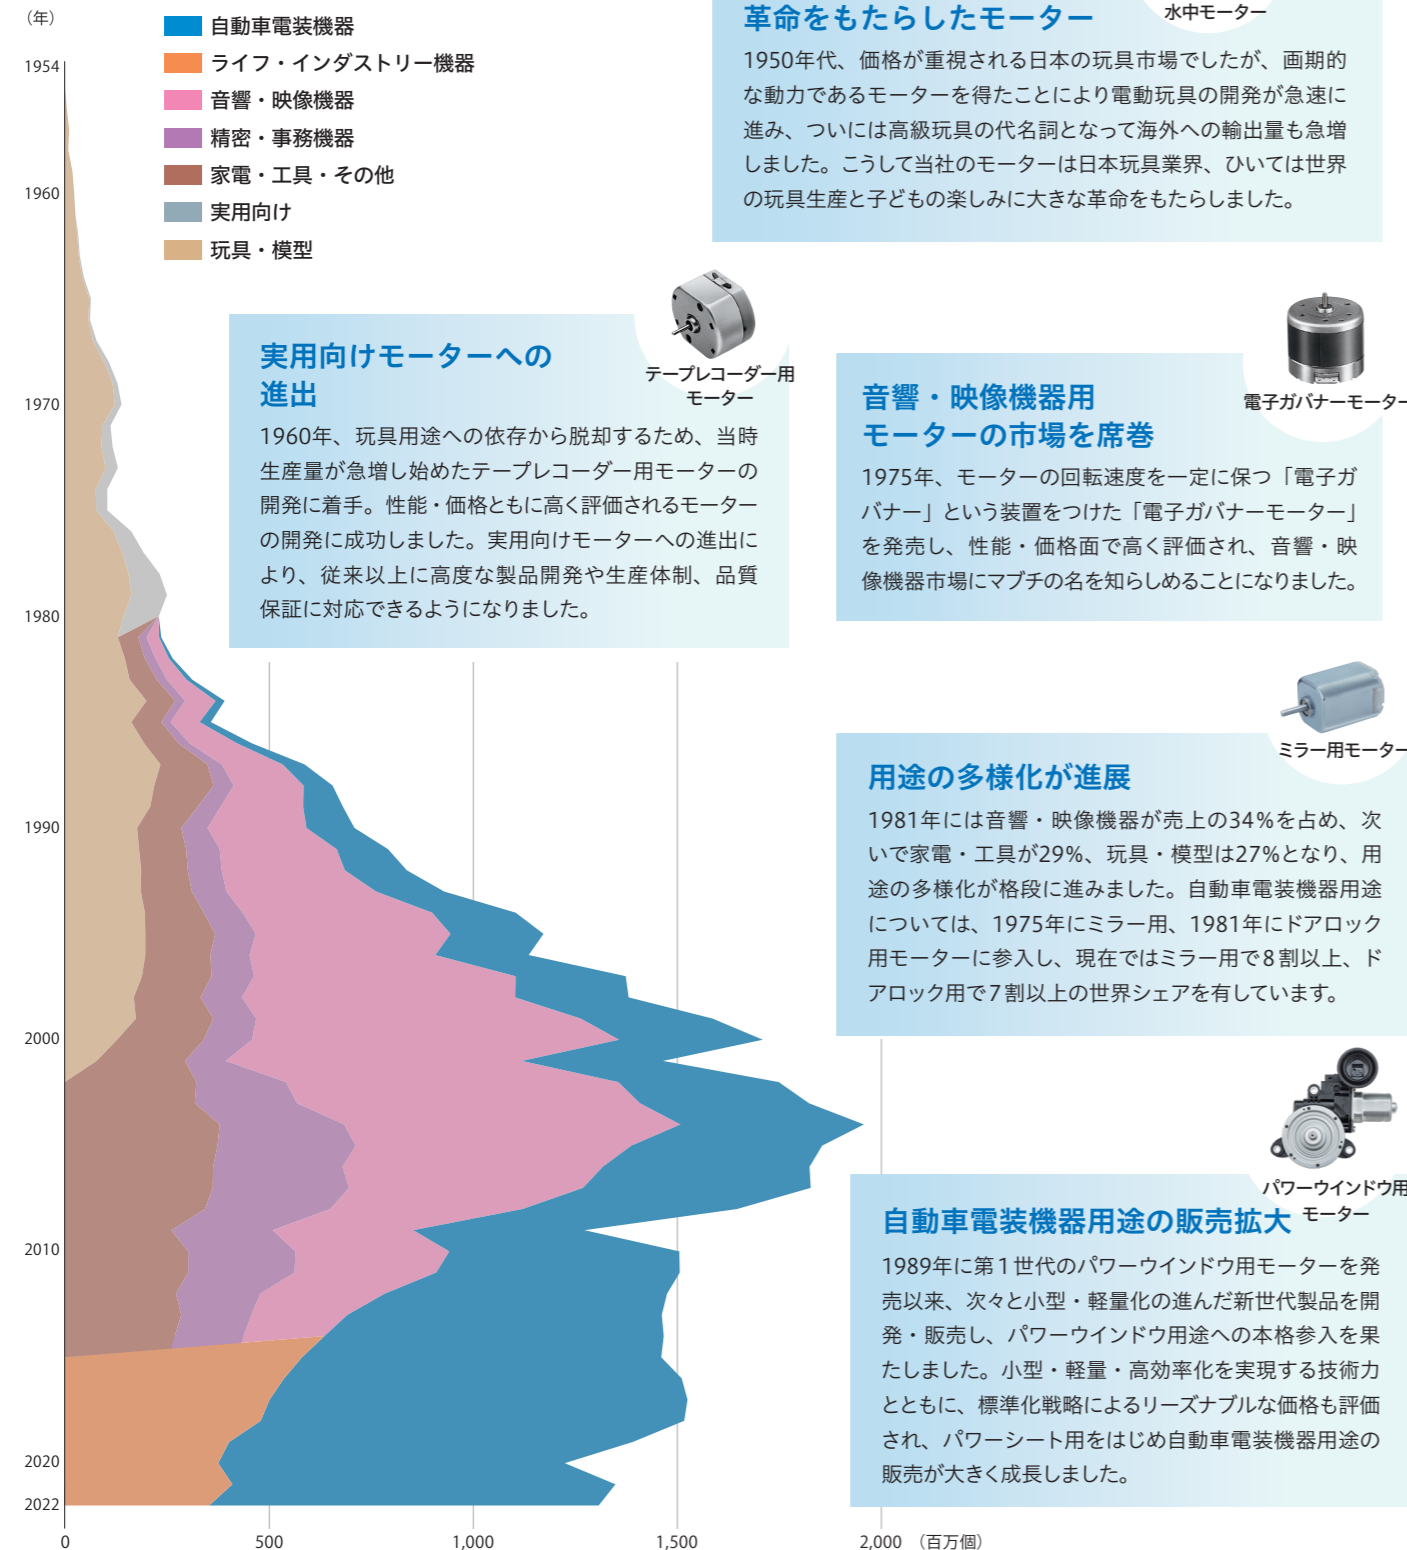 （年）
1954
1960
1970
1980
1990
2000
2010
2020
2022
0
500
1,000
1,500
2,000
（百万個）
自動車電装機器
ライフ・インダストリー機器
音響・映像機器
精密・事務機器
家電・工具・その他
実用向け
玩具・模型
革命をもたらしたモーター
水中モーター
1950年代、価格が重視される日本の玩具市場でしたが、画期的
な動力であるモーターを得たことにより電動玩具の開発が急速に
進み、ついには高級玩具の代名詞となって海外への輸出量も急増
しました。こうして当社のモーターは日本玩具業界、ひいては世界
の玩具生産と子どもの楽しみに大きな革命をもたらしました。
実用向けモーターへの
進出
テープレコーダー用
モーター
1960年、玩具用途への依存から脱却するため、当時
生産量が急増し始めたテープレコーダー用モーターの
開発に着手。性能・価格ともに高く評価されるモーター
の開発に成功しました。実用向けモーターへの進出に
より、従来以上に高度な製品開発や生産体制、品質
保証に対応できるようになりました。
音響・映像機器用
モーターの市場を席巻
電子ガバナーモーター
1975年、モーターの回転速度を一定に保つ「電子ガ
バナー」という装置をつけた「電子ガバナーモーター」
を発売し、性能・価格面で高く評価され、音響・映
像機器市場にマブチの名を知らしめることになりました。
用途の多様化が進展
ミラー用モーター
1981年には音響・映像機器が売上の34%を占め、次
いで家電・工具が29%、玩具・模型は27%となり、用
途の多様化が格段に進みました。自動車電装機器用途
については、1975年にミラー用、1981年にドアロック
用モーターに参入し、現在ではミラー用で8割以上、ド
アロック用で7割以上の世界シェアを有しています。
自動車電装機器用途の販売拡大
パワーウインドウ用
モーター
1989年に第1世代のパワーウインドウ用モーターを発
売以来、次々と小型・軽量化の進んだ新世代製品を開
発・販売し、パワーウインドウ用途への本格参入を果
たしました。小型・軽量・高効率化を実現する技術力
とともに、標準化戦略によるリーズナブルな価格も評価
され、パワーシート用をはじめ自動車電装機器用途の
販売が大きく成長しました。